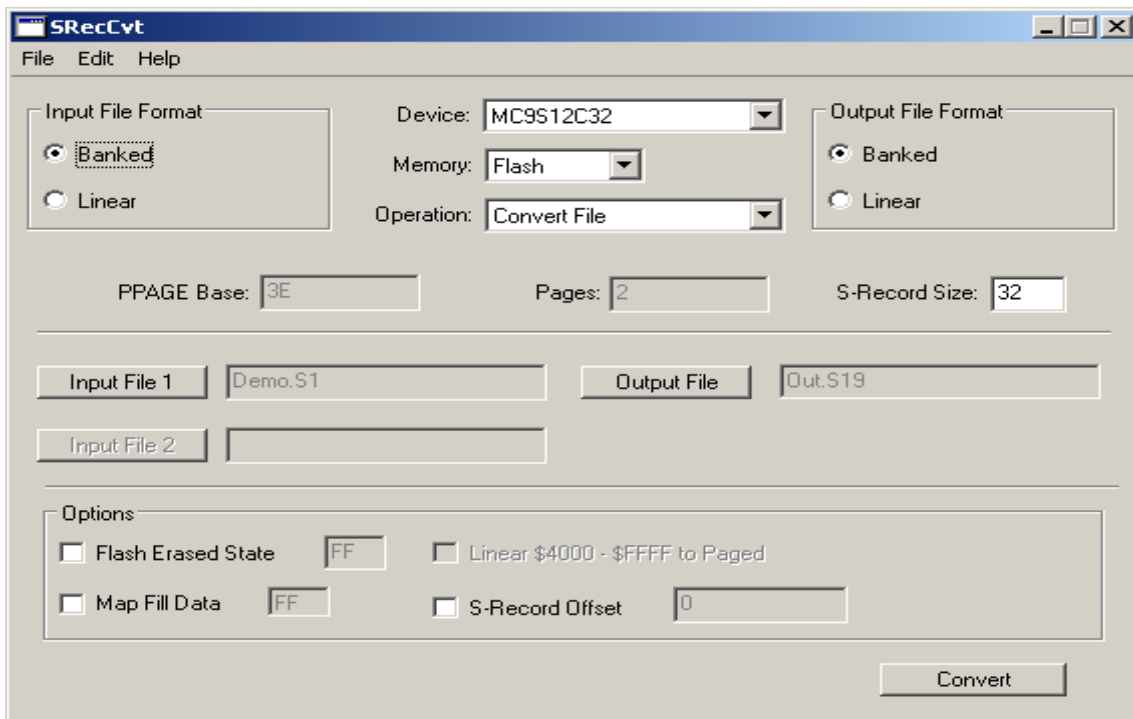 SRecCvt
File Edit Help
Input File Format
Banked
Linear
Device: MC9S12C32
Memory: Flash
Operation: Convert File
Output File Format
Banked
Linear
PPAGE Base: 3E
Pages: 2
S-Record Size: 32
Input File 1 Demo.S1
Output File Out.S19
Input File 2
Options
Flash Erased State FF
Linear $4000 - $FFFF to Paged
Map Fill Data FF
S-Record Offset 0
Convert